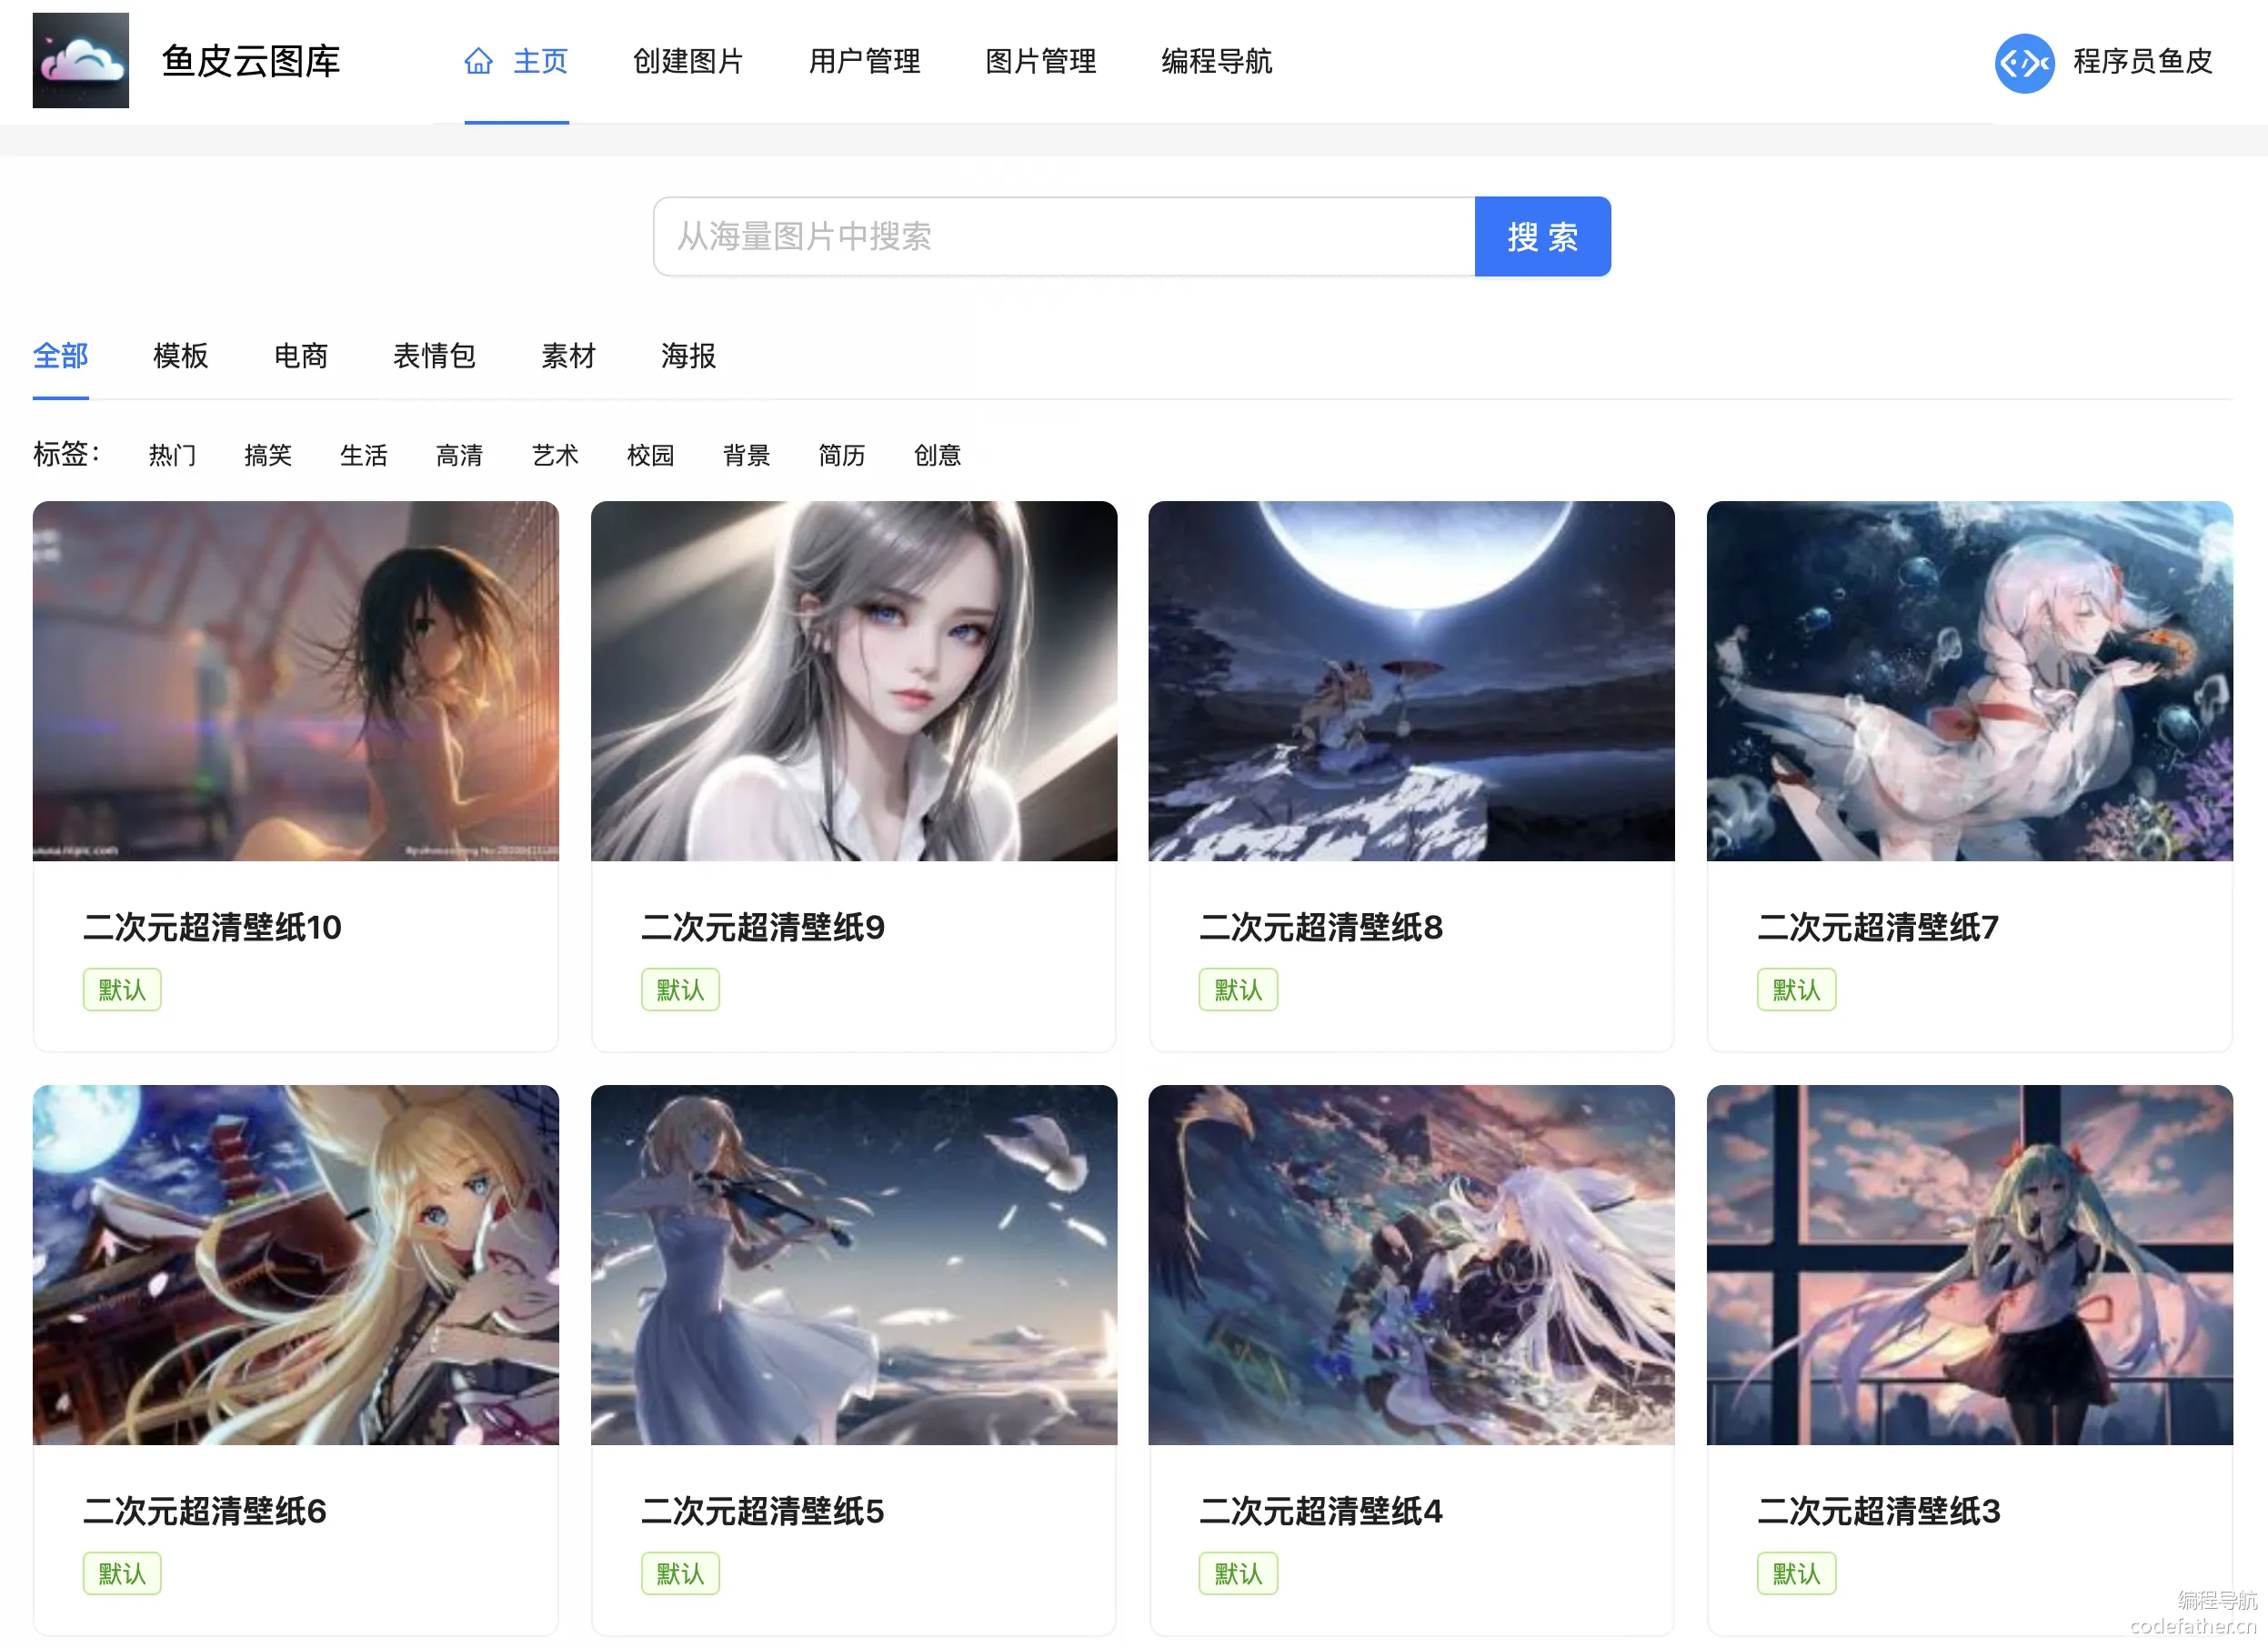 鱼皮云图库
主页 创建图片 用户管理 图片管理 编程导航
程序员鱼皮
从海量图片中搜索
搜 索
全部 模板 电商 表情包 素材 海报
标签： 热门 搞笑 生活 高清 艺术 校园 背景 简历 创意
二次元超清壁纸10
默认
二次元超清壁纸9
默认
二次元超清壁纸8
默认
二次元超清壁纸7
默认
二次元超清壁纸6
默认
二次元超清壁纸5
默认
二次元超清壁纸4
默认
二次元超清壁纸3
默认
编程导航
codefather.cn